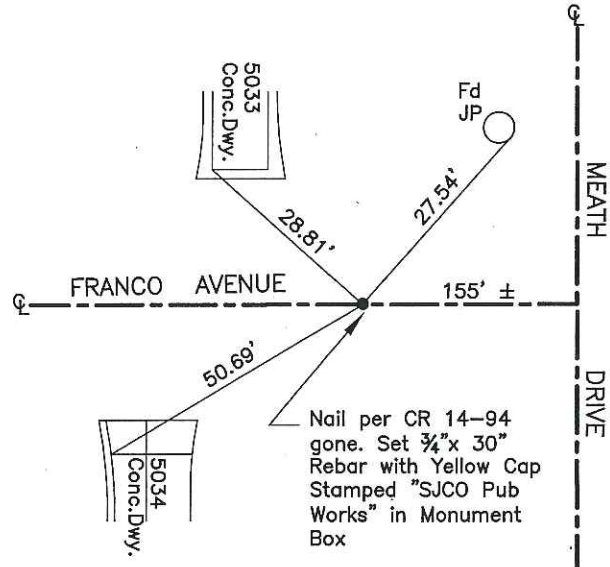 ℄
5033
Conc.Dwy.
Fd
JP
MEATH
28.81'
27.54'
℄
FRANCO AVENUE
155' ±
50.69'
DRIVE
5034
Conc.Dwy.
Nail per CR 14-94
gone. Set ¾"x 30"
Rebar with Yellow Cap
Stamped "SJCO Pub
Works" in Monument
Box